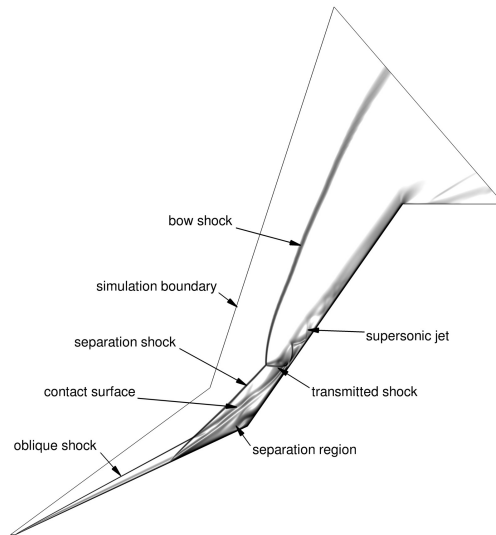 bow shock
simulation boundary
supersonic jet
separation shock
contact surface
transmitted shock
oblique shock
separation region